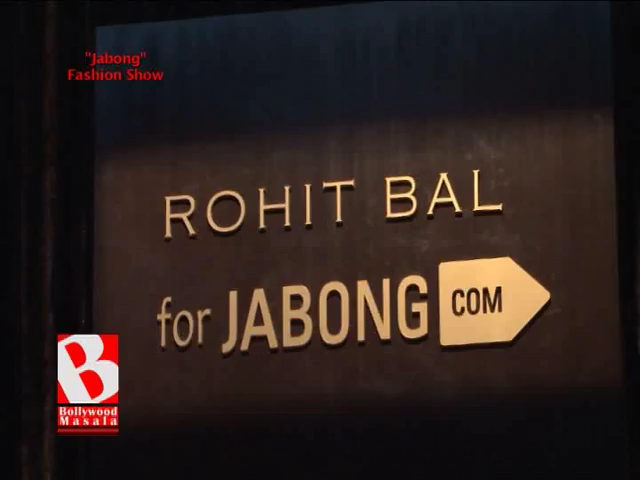 "Jabong"
Fashion Show
ROHIT BAL
for JABONG COM
B
Bollywood
Masala